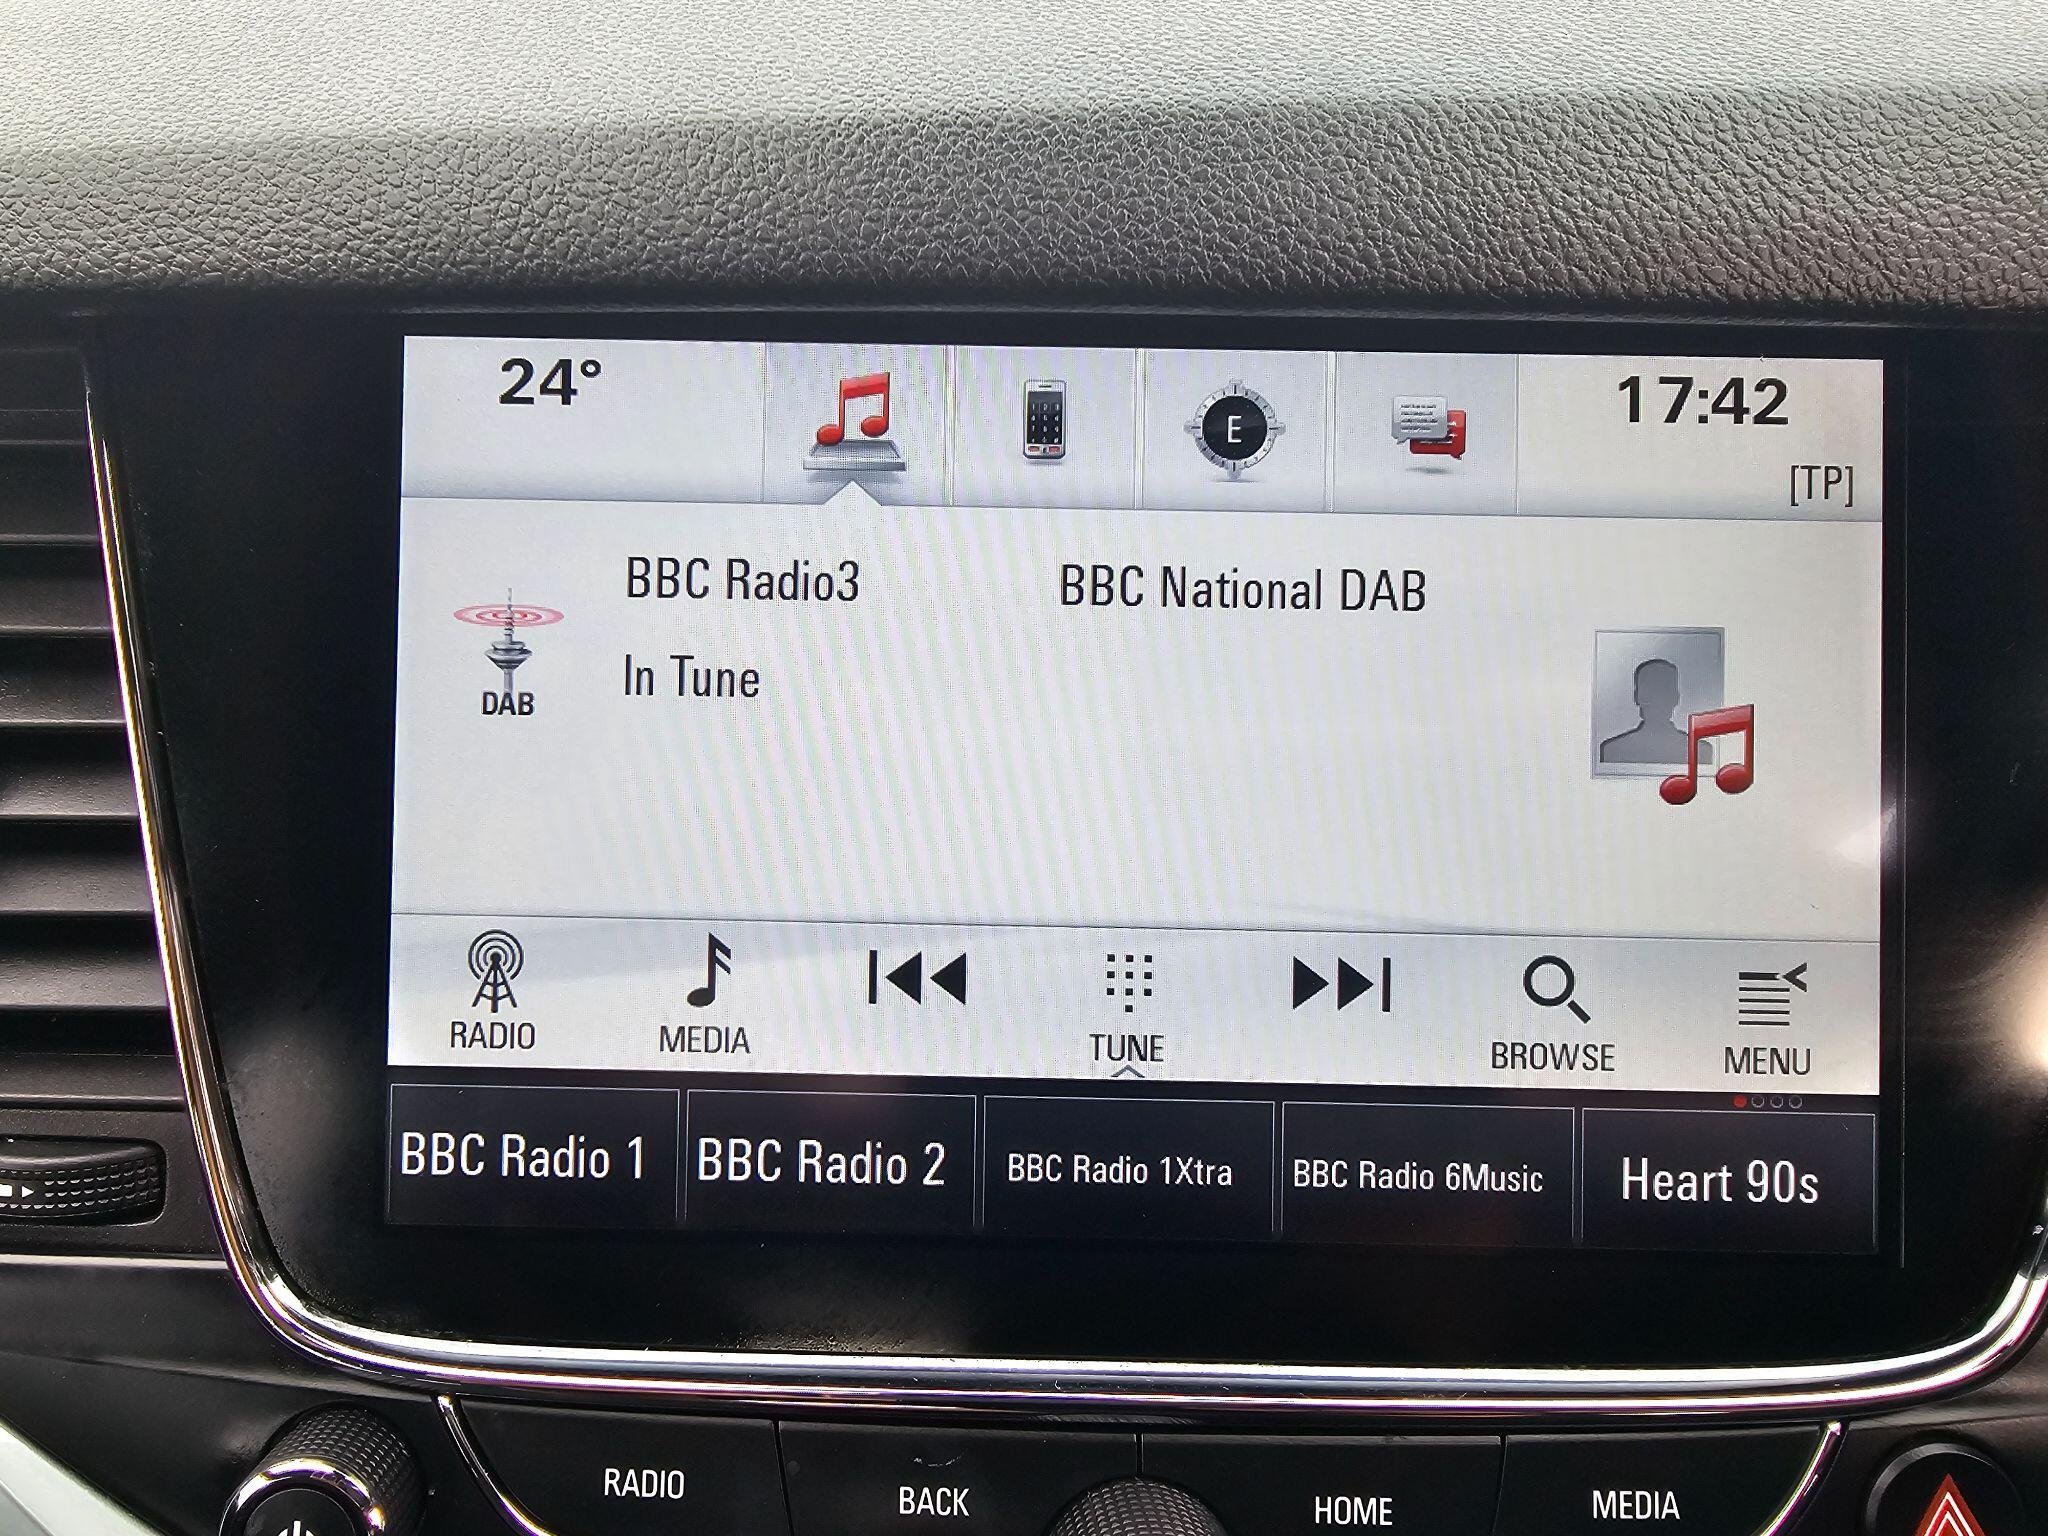 24°
E
17:42
[TP]
BBC Radio3
BBC National DAB
DAB
In Tune
RADIO
MEDIA
TUNE
BROWSE
MENU
BBC Radio 1
BBC Radio 2
BBC Radio 1Xtra
BBC Radio 6Music
Heart 90s
RADIO
BACK
HOME
MEDIA